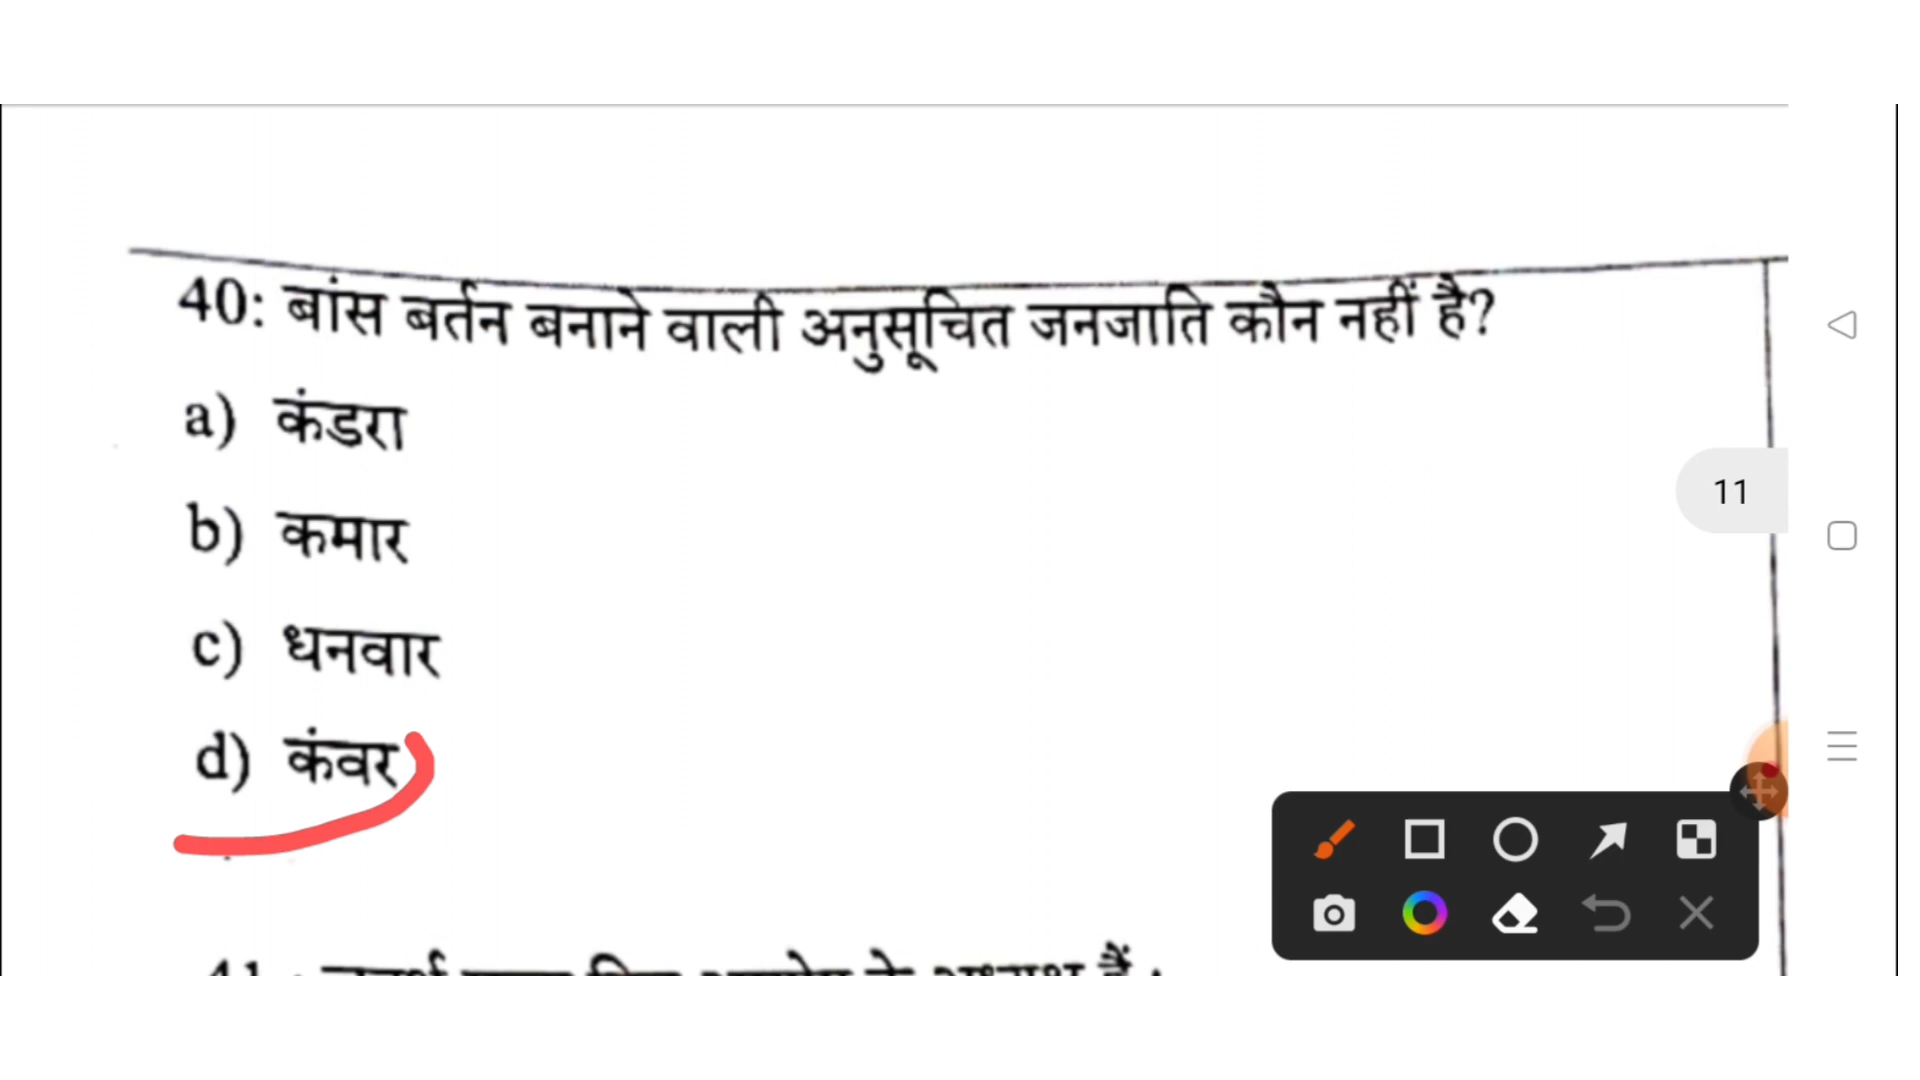 40: बांस बर्तन बनाने वाली अनुसूचित जनजाति कौन नहीं है?
a) कंडरा
b) कमार
11
c) धनवार
d) कंवर